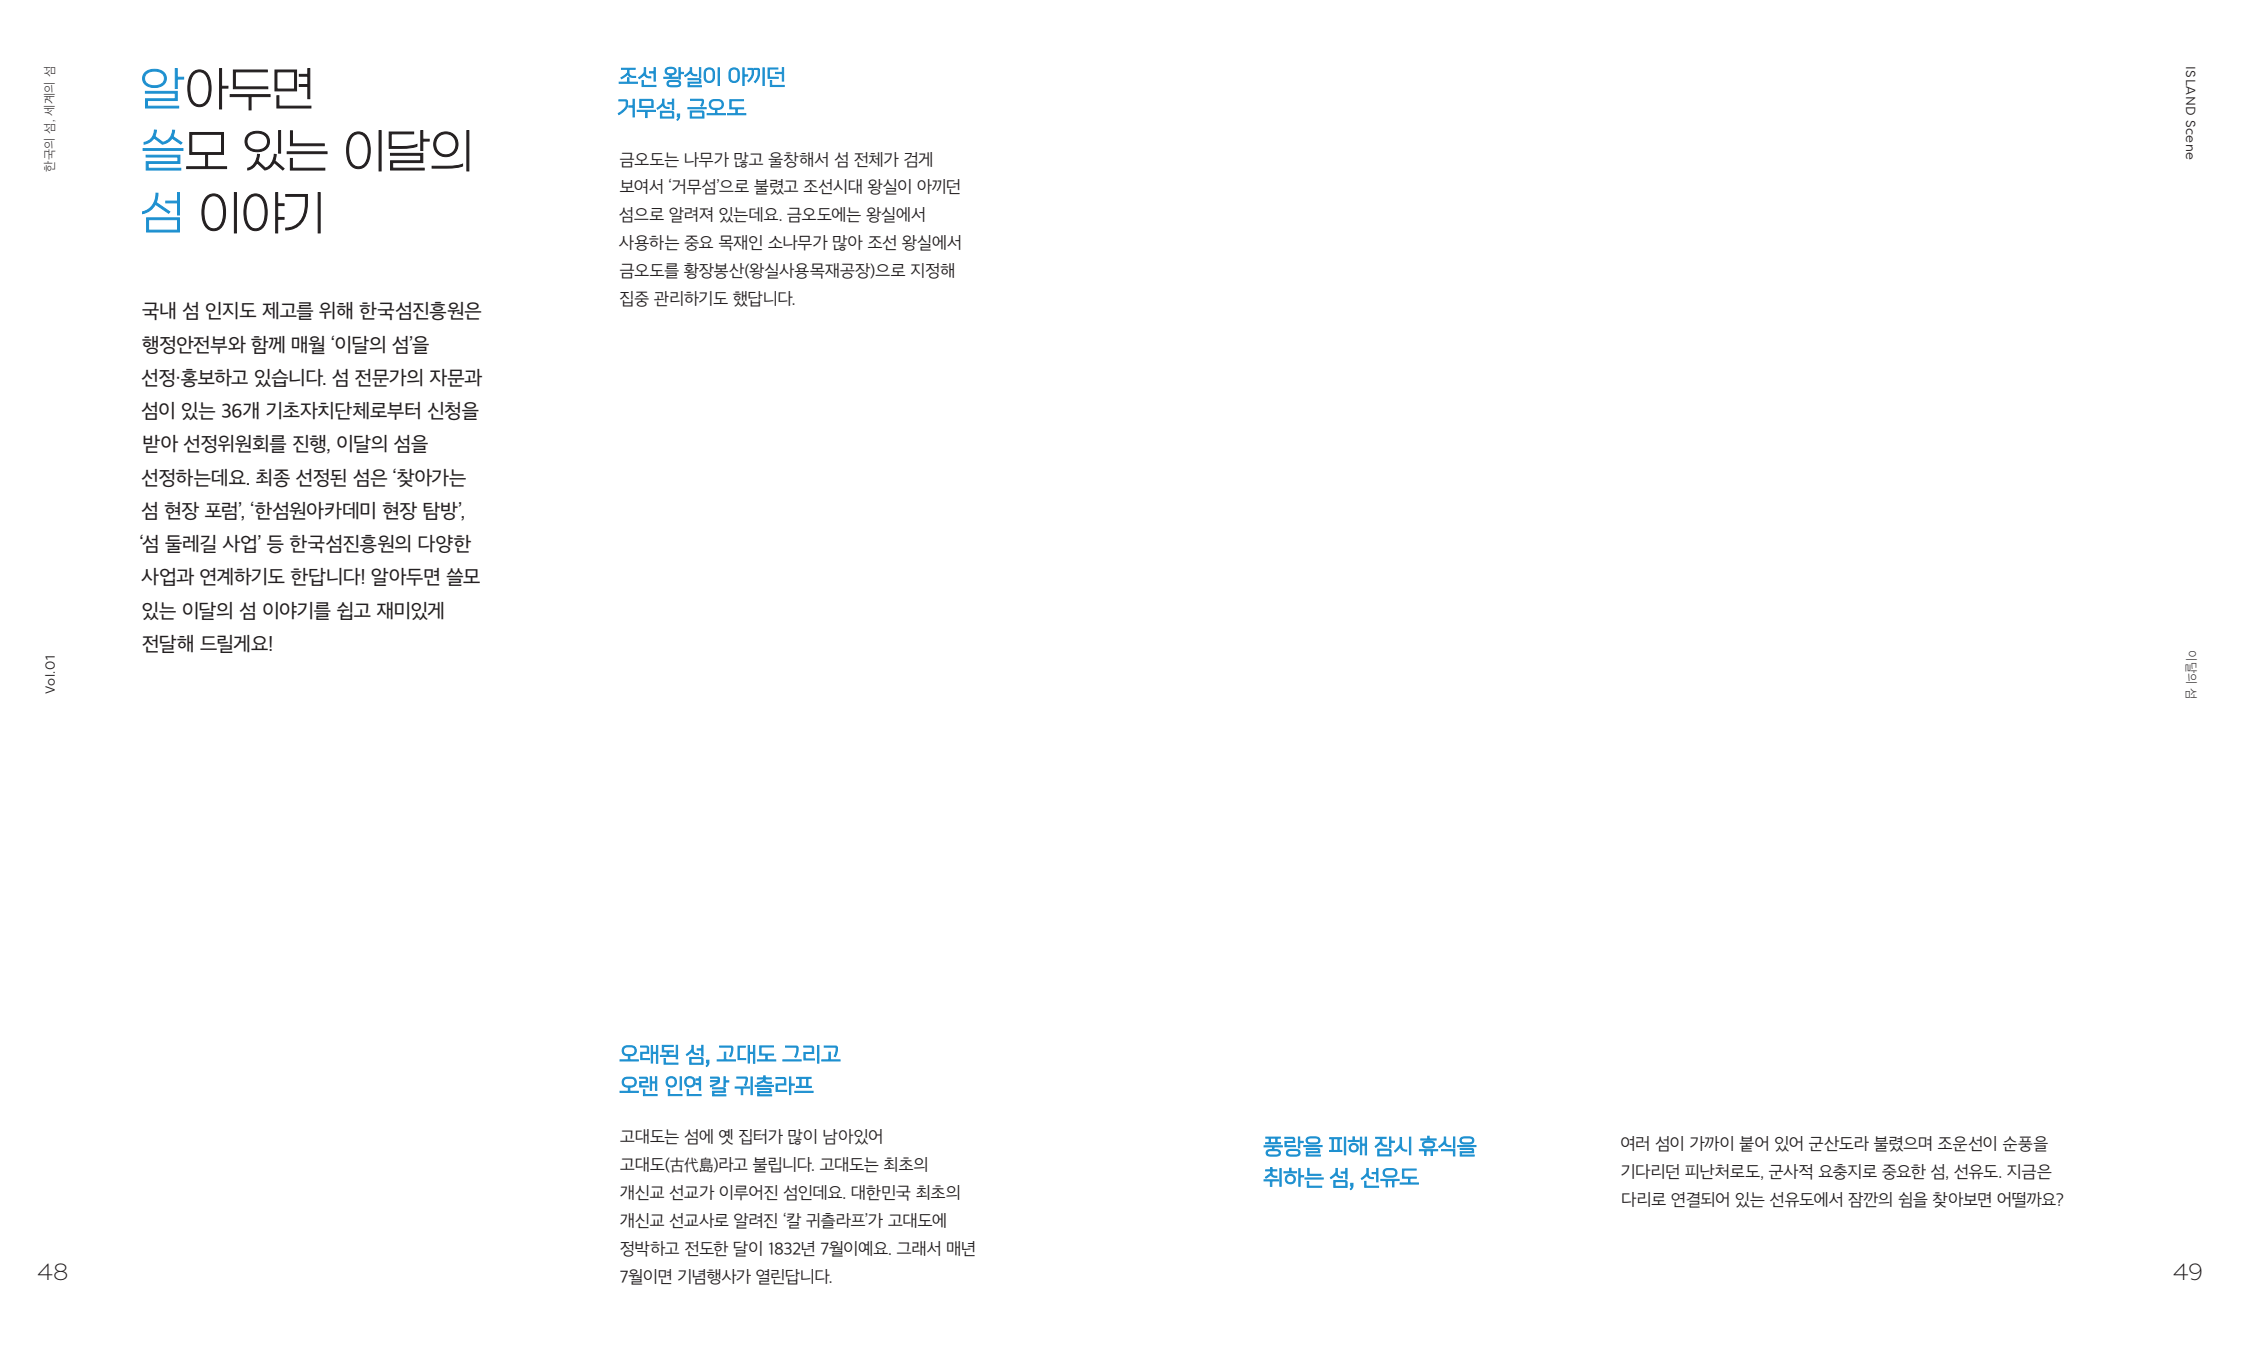 한국의 섬, 세계의 섬
Vol.01
48
알아두면
쓸모 있는 이달의
섬 이야기
국내 섬 인지도 제고를 위해 한국섬진흥원은
행정안전부와 함께 매월 ‘이달의 섬’을
선정·홍보하고 있습니다. 섬 전문가의 자문과
섬이 있는 36개 기초자치단체로부터 신청을
받아 선정위원회를 진행, 이달의 섬을
선정하는데요. 최종 선정된 섬은 ‘찾아가는
섬 현장 포럼’, ‘한섬원아카데미 현장 탐방’,
‘섬 둘레길 사업’ 등 한국섬진흥원의 다양한
사업과 연계하기도 한답니다! 알아두면 쓸모
있는 이달의 섬 이야기를 쉽고 재미있게
전달해 드릴게요!
조선 왕실이 아끼던
거무섬, 금오도
금오도는 나무가 많고 울창해서 섬 전체가 검게
보여서 ‘거무섬’으로 불렸고 조선시대 왕실이 아끼던
섬으로 알려져 있는데요. 금오도에는 왕실에서
사용하는 중요 목재인 소나무가 많아 조선 왕실에서
금오도를 황장봉산(왕실사용목재공장)으로 지정해
집중 관리하기도 했답니다.
오래된 섬, 고대도 그리고
오랜 인연 칼 귀츨라프
고대도는 섬에 옛 집터가 많이 남아있어
고대도(古代島)라고 불립니다. 고대도는 최초의
개신교 선교가 이루어진 섬인데요. 대한민국 최초의
개신교 선교사로 알려진 ‘칼 귀츨라프’가 고대도에
정박하고 전도한 달이 1832년 7월이예요. 그래서 매년
7월이면 기념행사가 열린답니다.
풍랑을 피해 잠시 휴식을
취하는 섬, 선유도
여러 섬이 가까이 붙어 있어 군산도라 불렸으며 조운선이 순풍을
기다리던 피난처로도, 군사적 요충지로 중요한 섬, 선유도. 지금은
다리로 연결되어 있는 선유도에서 잠깐의 쉼을 찾아보면 어떨까요?
ISLAND Scene
이달의 섬
49